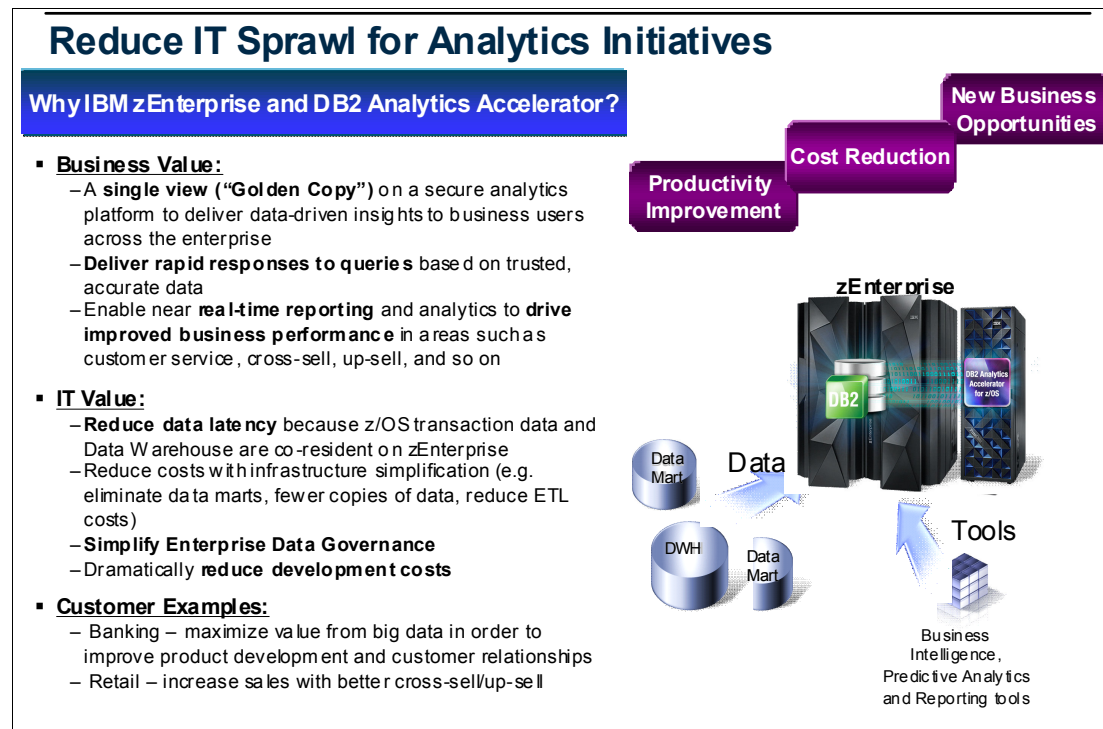 Reduce IT Sprawl for Analytics Initiatives
Why IBM zEnterprise and DB2 Analytics Accelerator?
▪ Business Value:
– A single view (“Golden Copy”) on a secure analytics
platform to deliver data-driven insights to business users
across the enterprise
– Deliver rapid responses to queries based on trusted,
accurate data
– Enable near real-time reporting and analytics to drive
improved business performance in areas such as
customer service, cross-sell, up-sell, and so on
▪ IT Value:
– Reduce data latency because z/OS transaction data and
Data Warehouse are co-resident on zEnterprise
– Reduce costs with infrastructure simplification (e.g.
eliminate data marts, fewer copies of data, reduce ETL
costs)
– Simplify Enterprise Data Governance
– Dramatically reduce development costs
▪ Customer Examples:
– Banking – maximize value from big data in order to
improve product development and customer relationships
– Retail – increase sales with better cross-sell/up-sell
New Business
Opportunities
Cost Reduction
Productivity
Improvement
zEnterprise
DB2
DB2 Analytics
Accelerator
for z/OS
Data
Mart
Data
DWH
Data
Mart
Tools
Business
Intelligence,
Predictive Analytics
and Reporting tools